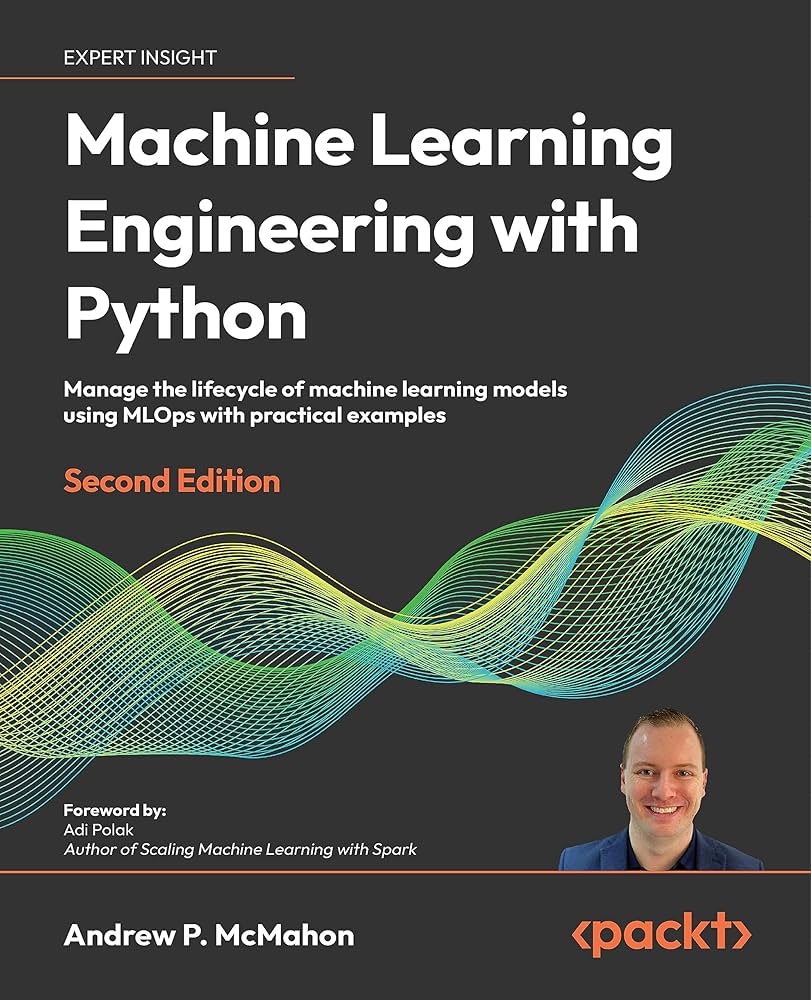 EXPERT INSIGHT
Machine Learning
Engineering with
Python
Manage the lifecycle of machine learning models
using MLOps with practical examples
Second Edition
Foreword by:
Adi Polak
Author of Scaling Machine Learning with Spark
Andrew P. McMahon
<packt>